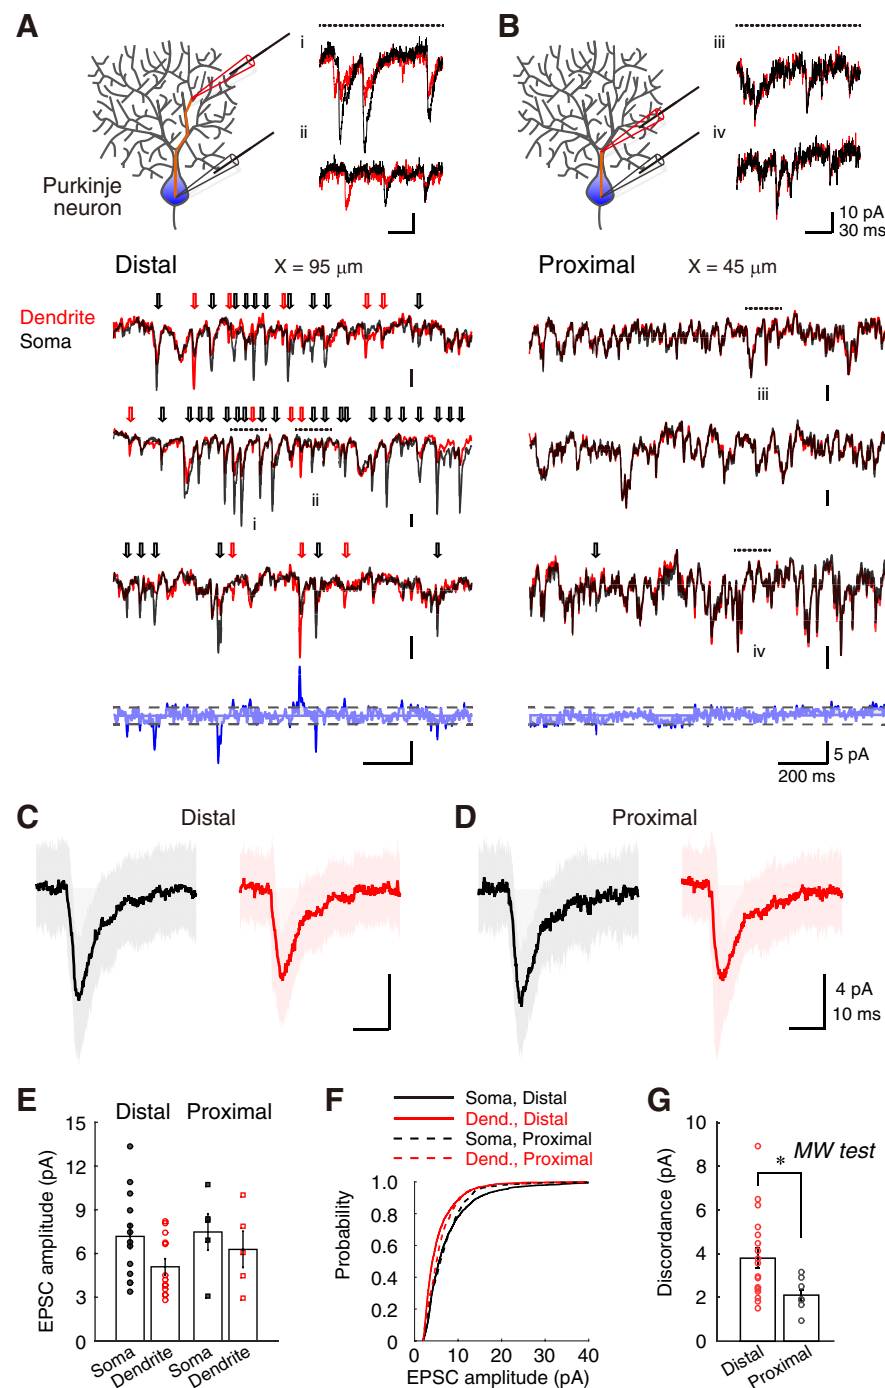 A
B
i
iii
ii
iv
Purkinje
neuron
10 pA
30 ms
Distal
X = 95 μm
Proximal
X = 45 μm
Dendrite
Soma
iii
i
ii
iv
5 pA
200 ms
C
Distal
D
Proximal
4 pA
10 ms
E
Distal Proximal
EPSC amplitude (pA)
15
12
9
6
3
0
Soma
Dendrite
Soma
Dendrite
F
Soma, Distal
Dend., Distal
Soma, Proximal
Dend., Proximal
Probability
1.0
0.8
0.6
0.4
0.2
0
0 10 20 30 40
EPSC amplitude (pA)
G
MW test
*
Discordance (pA)
10
8
6
4
2
0
Distal
Proximal